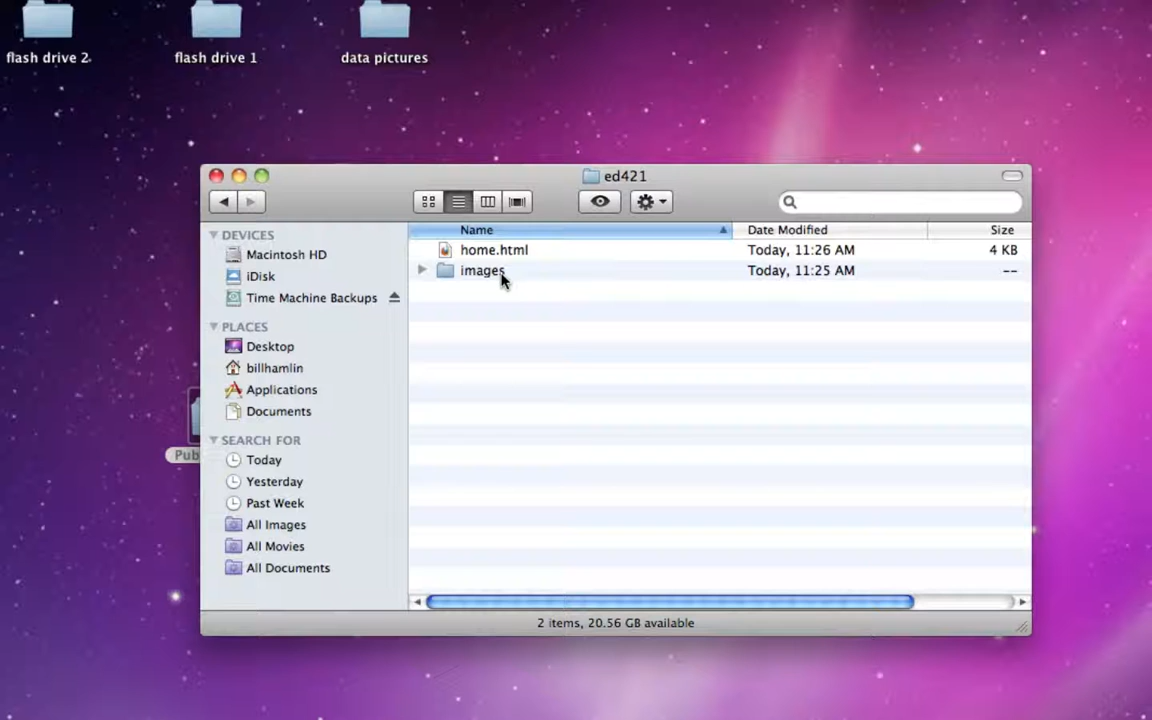 flash drive 2
flash drive 1
data pictures
ed421
Name
Date Modified
Size
DEVICES
Macintosh HD
iDisk
Time Machine Backups
PLACES
Desktop
billhamlin
Applications
Documents
SEARCH FOR
Today
Yesterday
Past Week
All Images
All Movies
All Documents
home.html
Today, 11:26 AM
4 KB
images
Today, 11:25 AM
--
Pub
2 items, 20.56 GB available